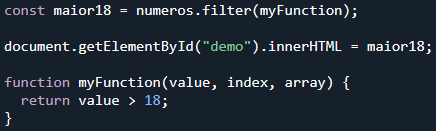 const maior18 = numeros.filter(myFunction);
document.getElementById("demo").innerHTML = maior18;
function myFunction(value, index, array) {
  return value > 18;
}